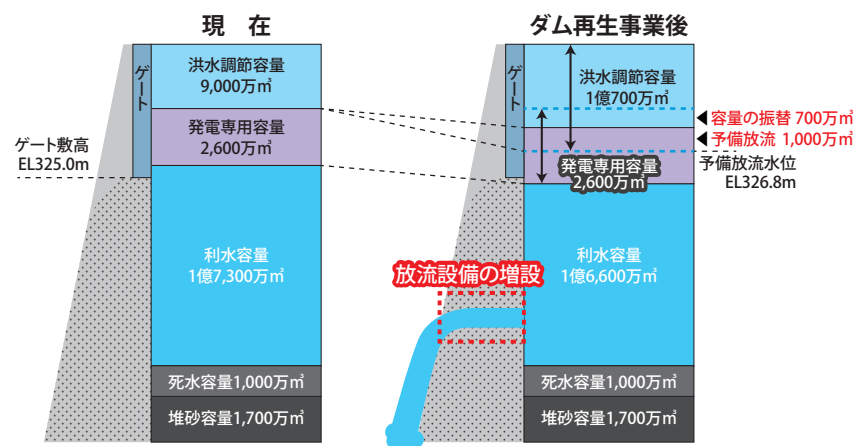 現 在
ゲート
洪水調節容量
9,000万㎥
発電専用容量
2,600万㎥
ゲート敷高
EL325.0m
利水容量
1億7,300万㎥
死水容量1,000万㎥
堆砂容量1,700万㎥
ダム再生事業後
ゲート
洪水調節容量
1億700万㎥
◀容量の振替 700万㎥
◀予備放流 1,000万㎥
予備放流水位
EL326.8m
発電専用容量
2,600万㎥
利水容量
1億6,600万㎥
放流設備の増設
死水容量1,000万㎥
堆砂容量1,700万㎥